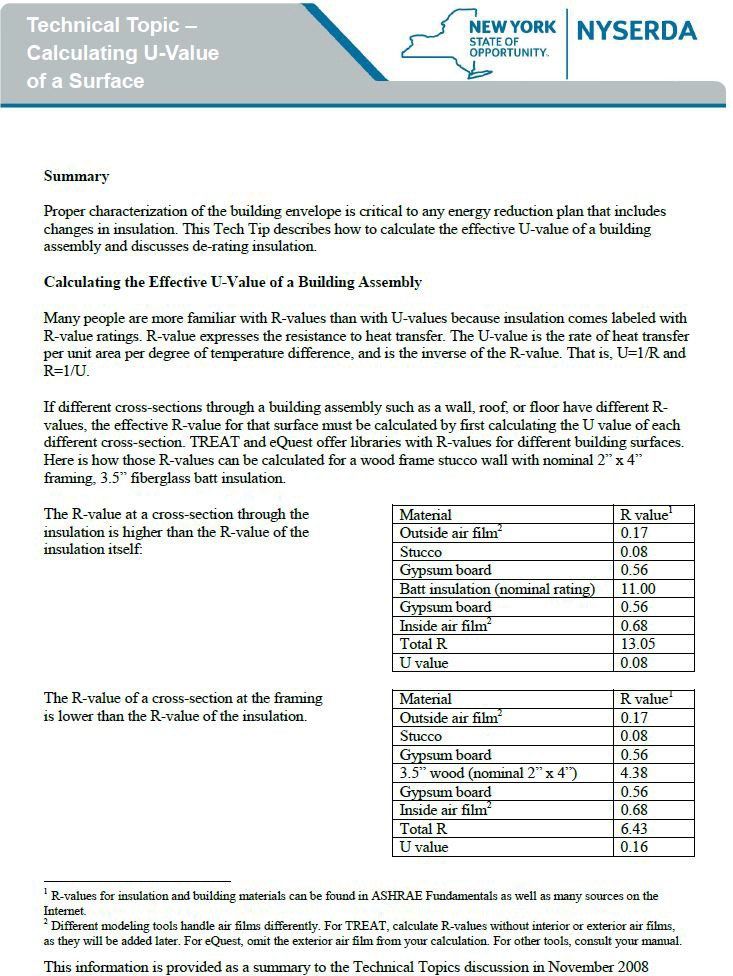 Technical Topic –
Calculating U-Value
of a Surface
NEW YORK
STATE OF
OPPORTUNITY.
NYSERDA
Summary
Proper characterization of the building envelope is critical to any energy reduction plan that includes
changes in insulation. This Tech Tip describes how to calculate the effective U-value of a building
assembly and discusses de-rating insulation.
Calculating the Effective U-Value of a Building Assembly
Many people are more familiar with R-values than with U-values because insulation comes labeled with
R-value ratings. R-value expresses the resistance to heat transfer. The U-value is the rate of heat transfer
per unit area per degree of temperature difference, and is the inverse of the R-value. That is, U=1/R and
R=1/U.
If different cross-sections through a building assembly such as a wall, roof, or floor have different R-
values, the effective R-value for that surface must be calculated by first calculating the U value of each
different cross-section. TREAT and eQuest offer libraries with R-values for different building surfaces.
Here is how those R-values can be calculated for a wood frame stucco wall with nominal 2” x 4”
framing, 3.5” fiberglass batt insulation.
The R-value at a cross-section through the
insulation is higher than the R-value of the
insulation itself:
Material R value¹
Outside air film² 0.17
Stucco 0.08
Gypsum board 0.56
Batt insulation (nominal rating) 11.00
Gypsum board 0.56
Inside air film² 0.68
Total R 13.05
U value 0.08
The R-value of a cross-section at the framing
is lower than the R-value of the insulation.
Material R value¹
Outside air film² 0.17
Stucco 0.08
Gypsum board 0.56
3.5” wood (nominal 2” x 4”) 4.38
Gypsum board 0.56
Inside air film² 0.68
Total R 6.43
U value 0.16
¹ R-values for insulation and building materials can be found in ASHRAE Fundamentals as well as many sources on the
Internet.
² Different modeling tools handle air films differently. For TREAT, calculate R-values without interior or exterior air films,
as they will be added later. For eQuest, omit the exterior air film from your calculation. For other tools, consult your manual.
This information is provided as a summary to the Technical Topics discussion in November 2008